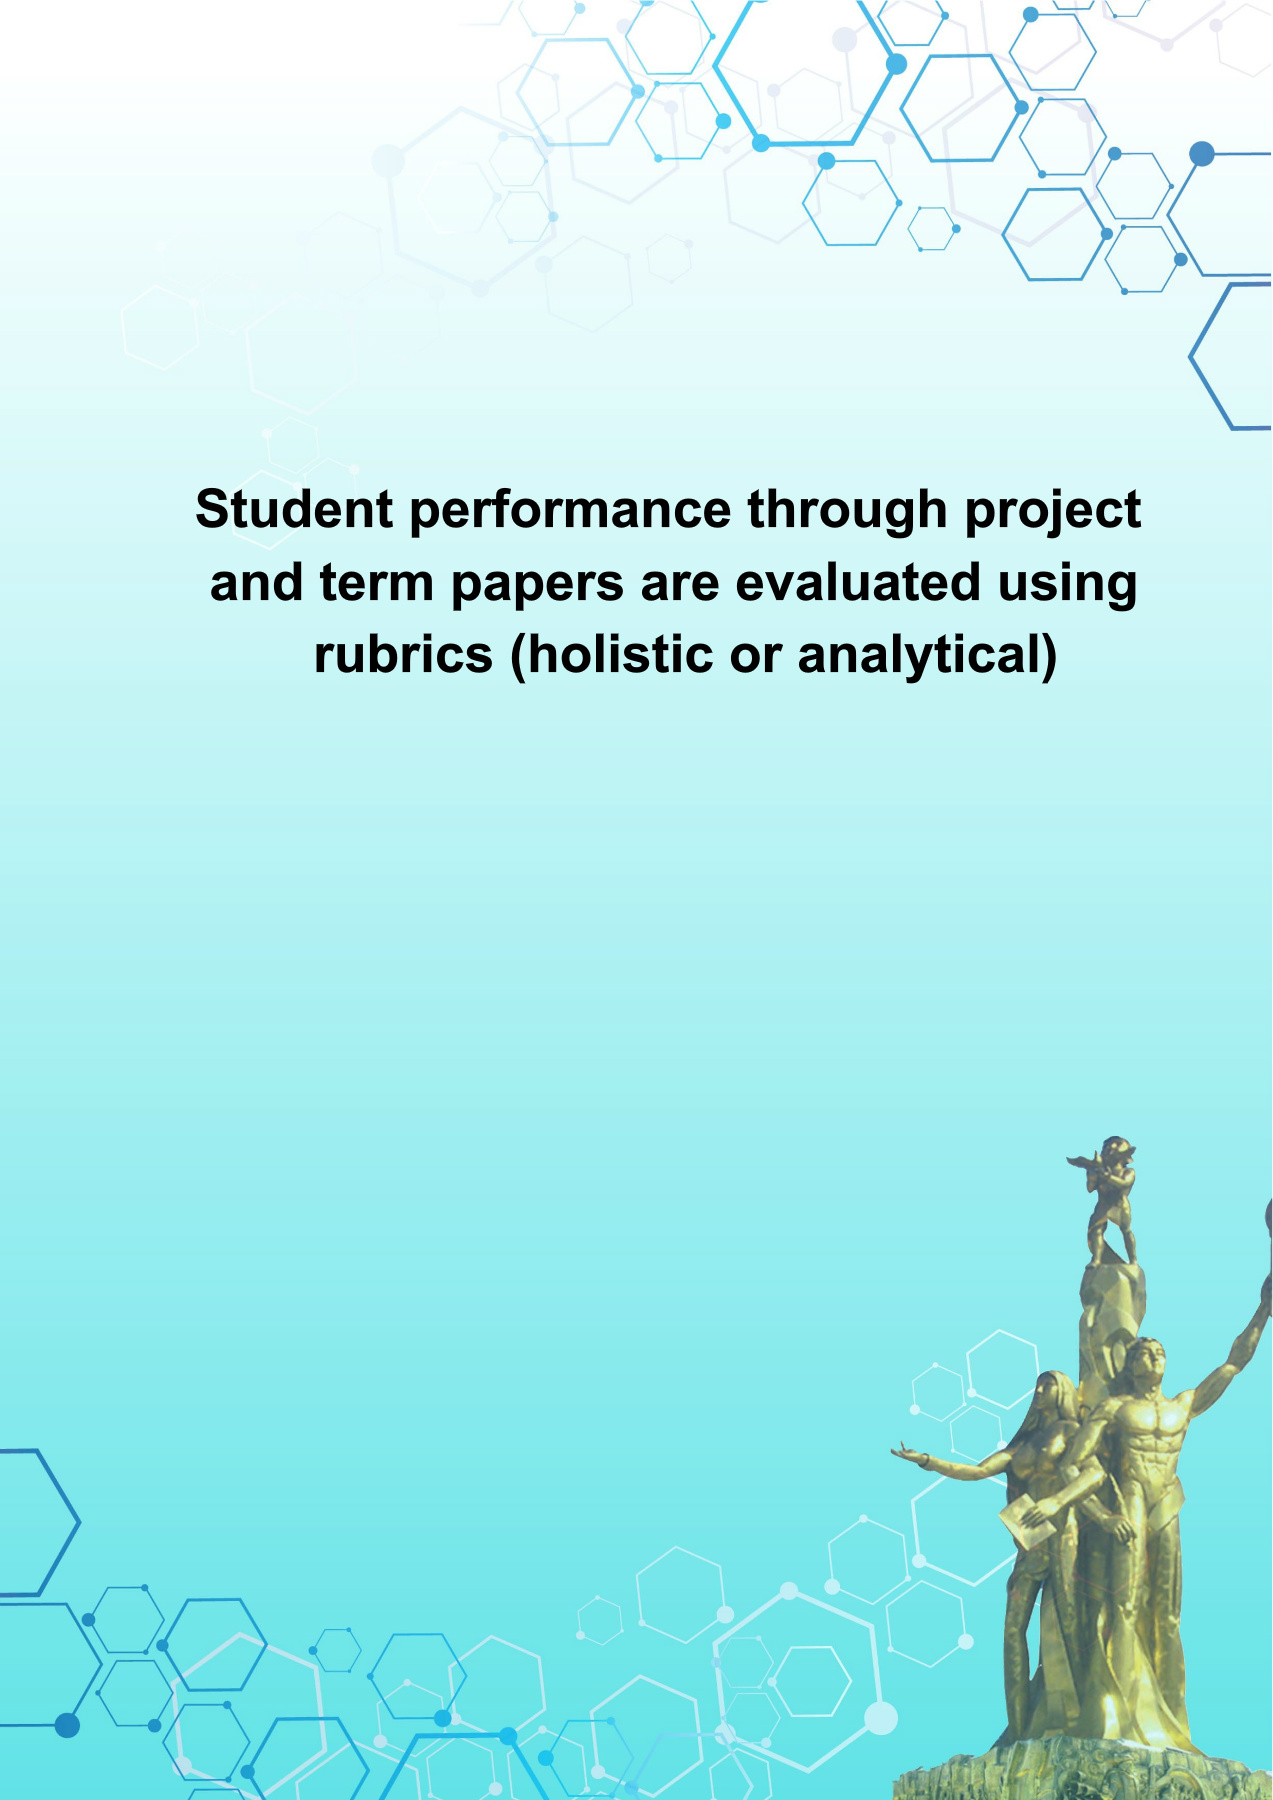 Student performance through project
and term papers are evaluated using
rubrics (holistic or analytical)